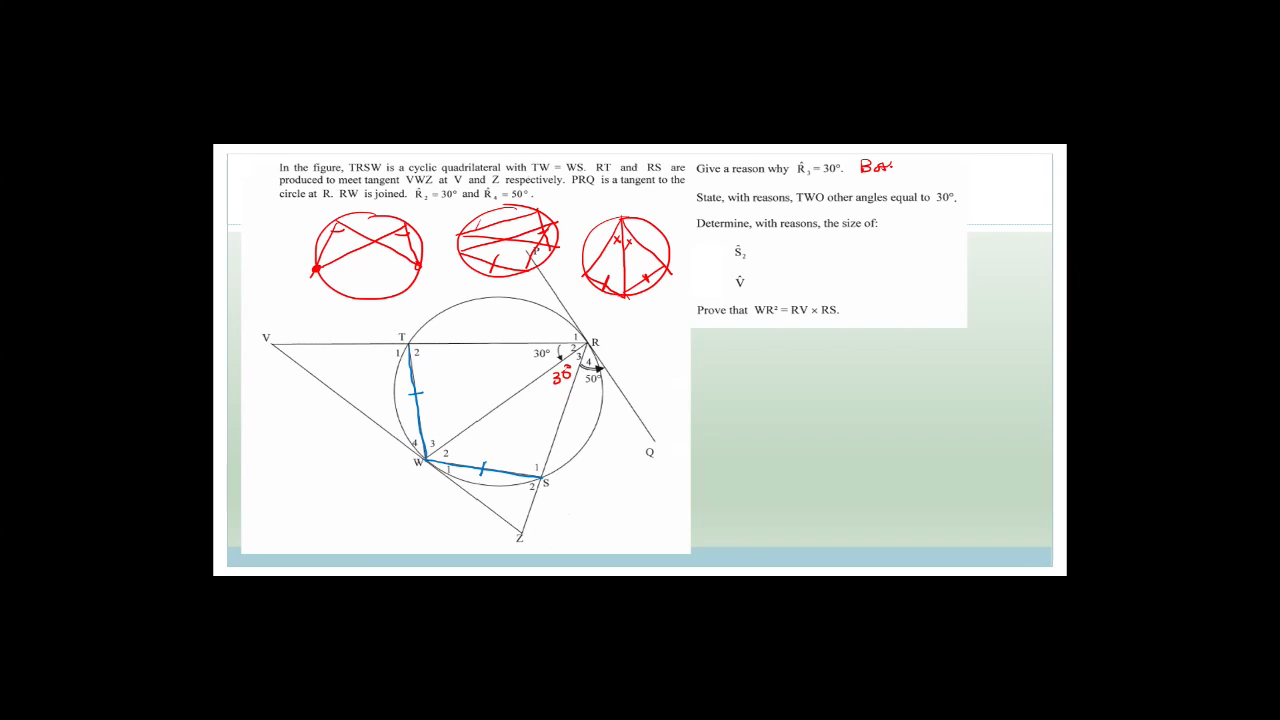 In the figure, TRSW is a cyclic quadrilateral with TW = WS. RT and RS are
produced to meet tangent VWZ at V and Z respectively. PRQ is a tangent to the
circle at R. RW is joined. R̂₂ = 30° and R̂₄ = 50°.
Give a reason why R̂₃ = 30°.
State, with reasons, TWO other angles equal to 30°.
Determine, with reasons, the size of:
Ŝ₂
V̂
Prove that WR² = RV × RS.
P
V
T
1
R
1 2
30°
2
3
4
30°
50°
4 3
2
Q
W
1
1
2
S
Z